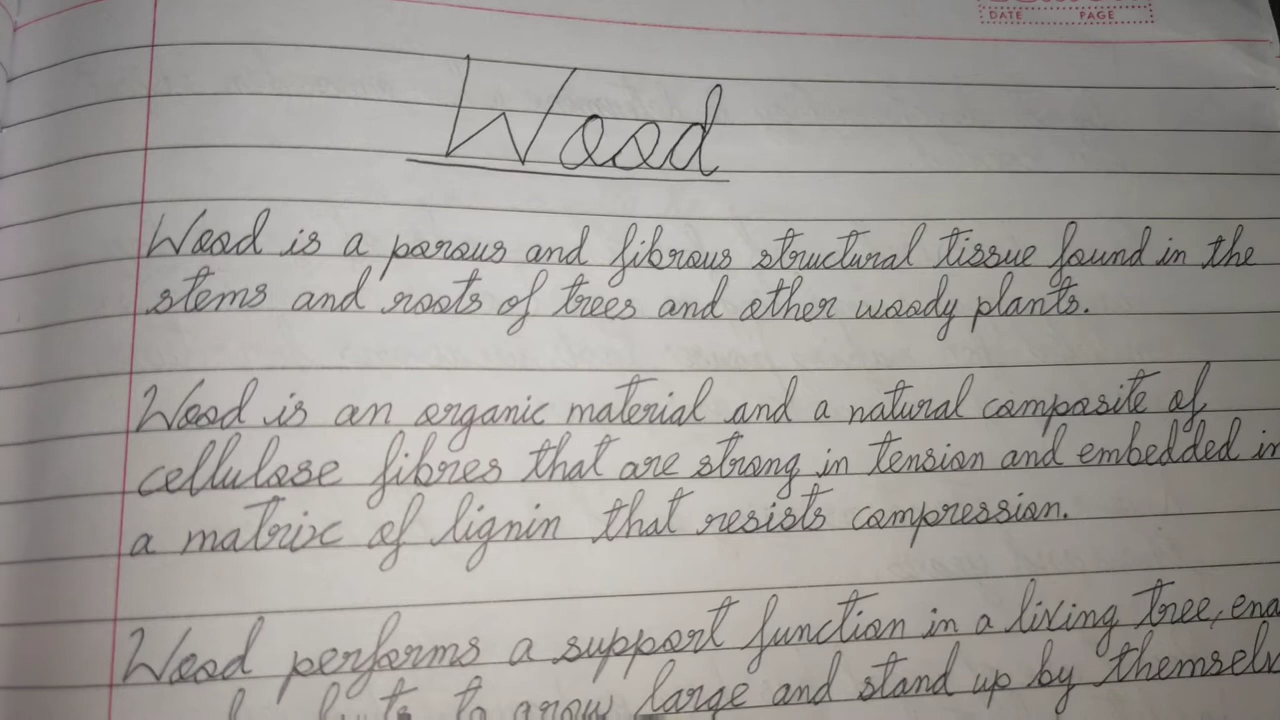 DATE PAGE
Wood
Wood is a porous and fibrous structural tissue found in the
stems and roots of trees and other woody plants.
Wood is an organic material and a natural composite of
cellulose fibres that are strong in tension and embedded in
a matrix of lignin that resists compression.
Wood performs a support function in a living tree, ena
to grow large and stand up by themselv